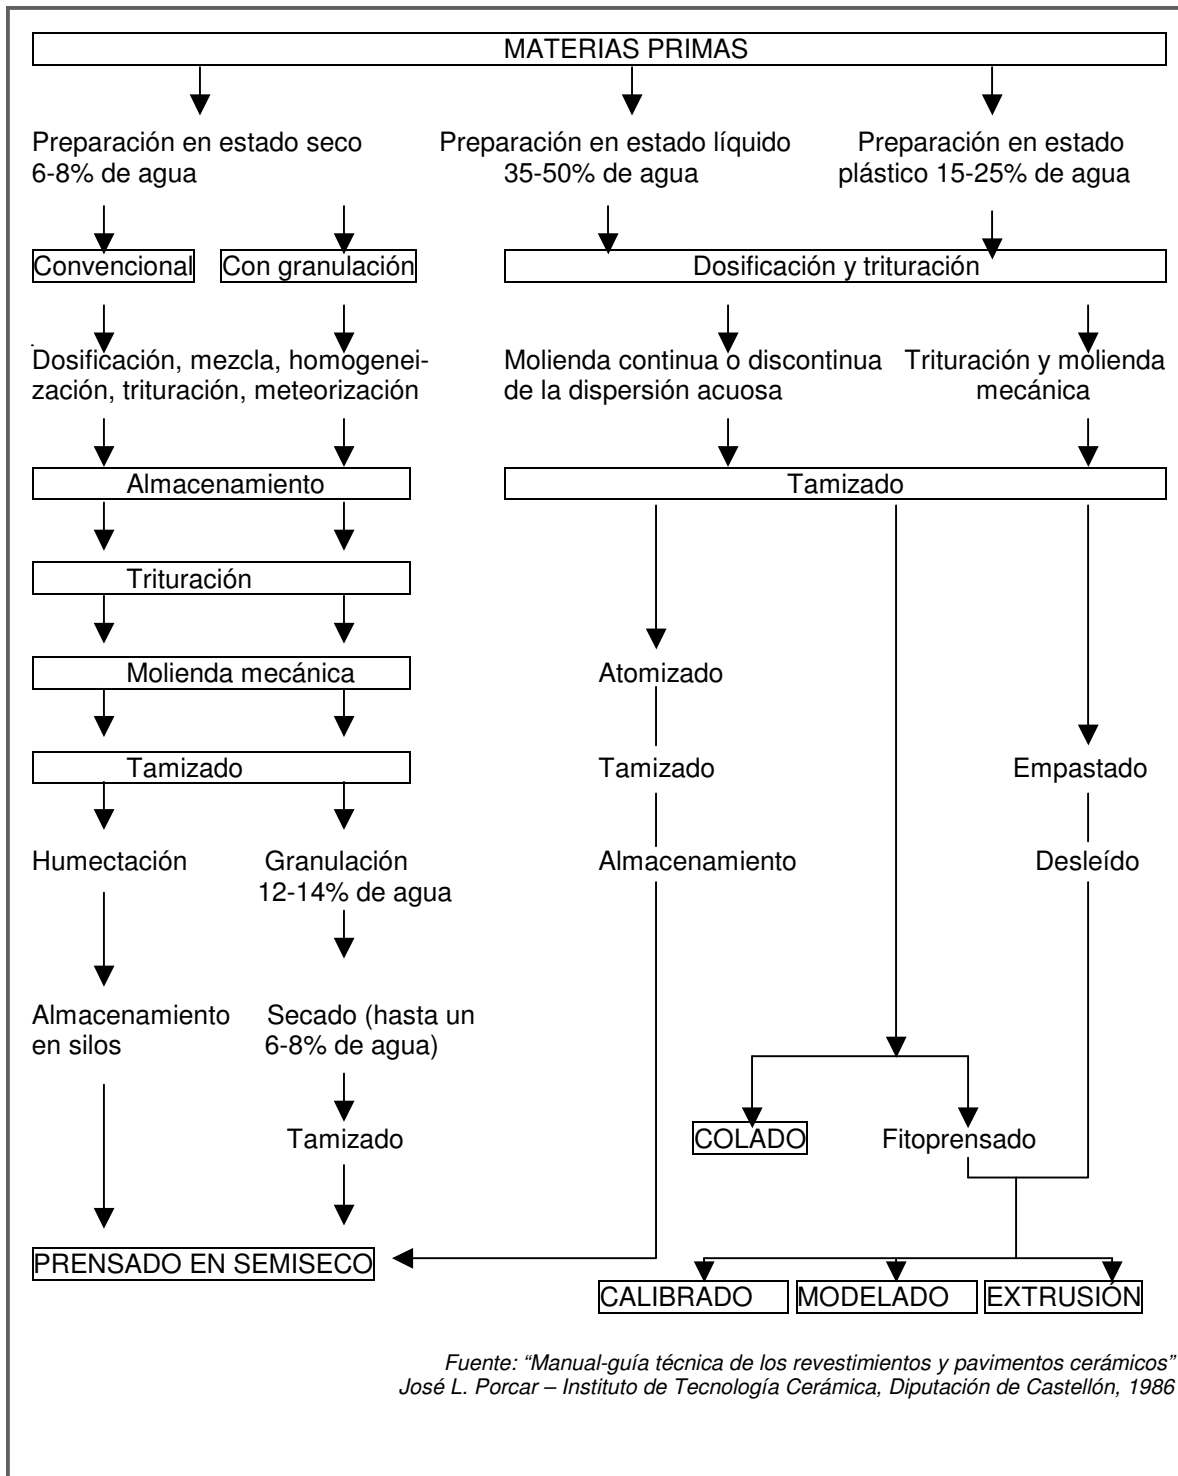 MATERIAS PRIMAS
Preparación en estado seco
6-8% de agua
Preparación en estado líquido
35-50% de agua
Preparación en estado
plástico 15-25% de agua
Convencional
Con granulación
Dosificación y trituración
Dosificación, mezcla, homogenei-
zación, trituración, meteorización
Molienda continua o discontinua
de la dispersión acuosa
Trituración y molienda
mecánica
Almacenamiento
Tamizado
Trituración
Molienda mecánica
Atomizado
Tamizado
Tamizado
Empastado
Humectación
Granulación
12-14% de agua
Almacenamiento
Desleído
Almacenamiento
en silos
Secado (hasta un
6-8% de agua)
Tamizado
COLADO
Fitoprensado
PRENSADO EN SEMISECO
CALIBRADO
MODELADO
EXTRUSIÓN
Fuente: “Manual-guía técnica de los revestimientos y pavimentos cerámicos”
José L. Porcar – Instituto de Tecnología Cerámica, Diputación de Castellón, 1986